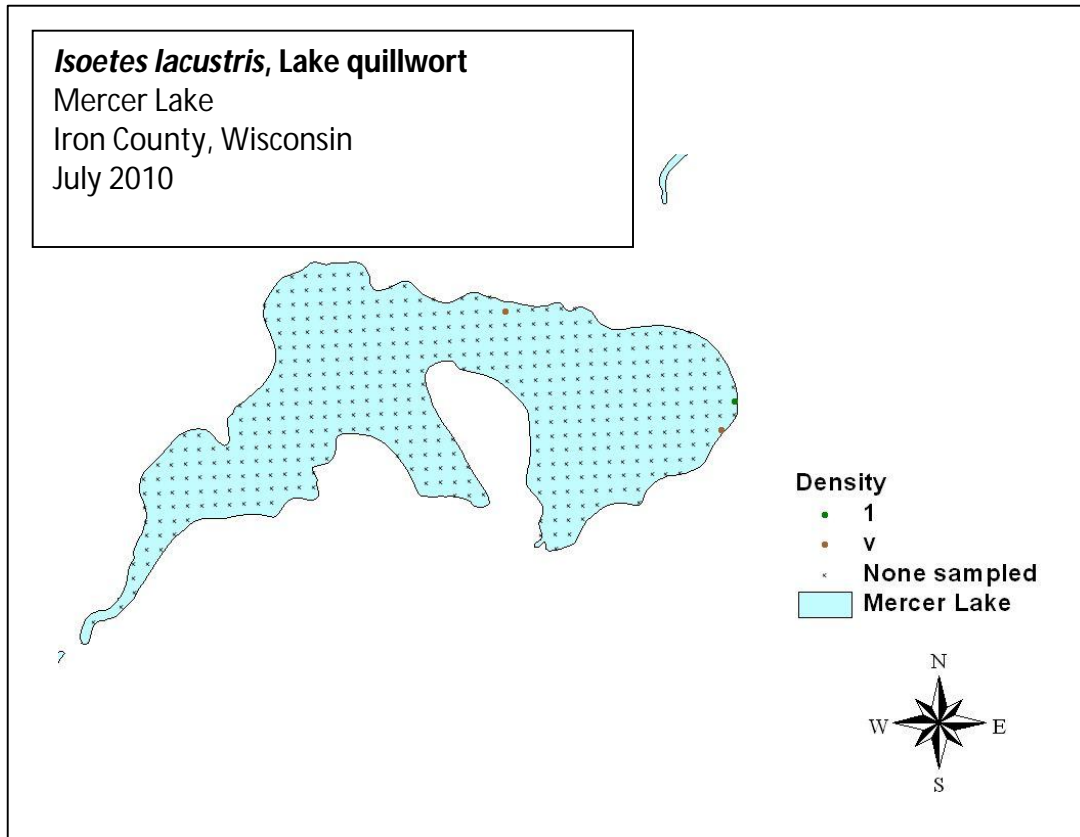 Isoetes lacustris, Lake quillwort
Mercer Lake
Iron County, Wisconsin
July 2010
Density
1
v
None sampled
Mercer Lake
N
W E
S